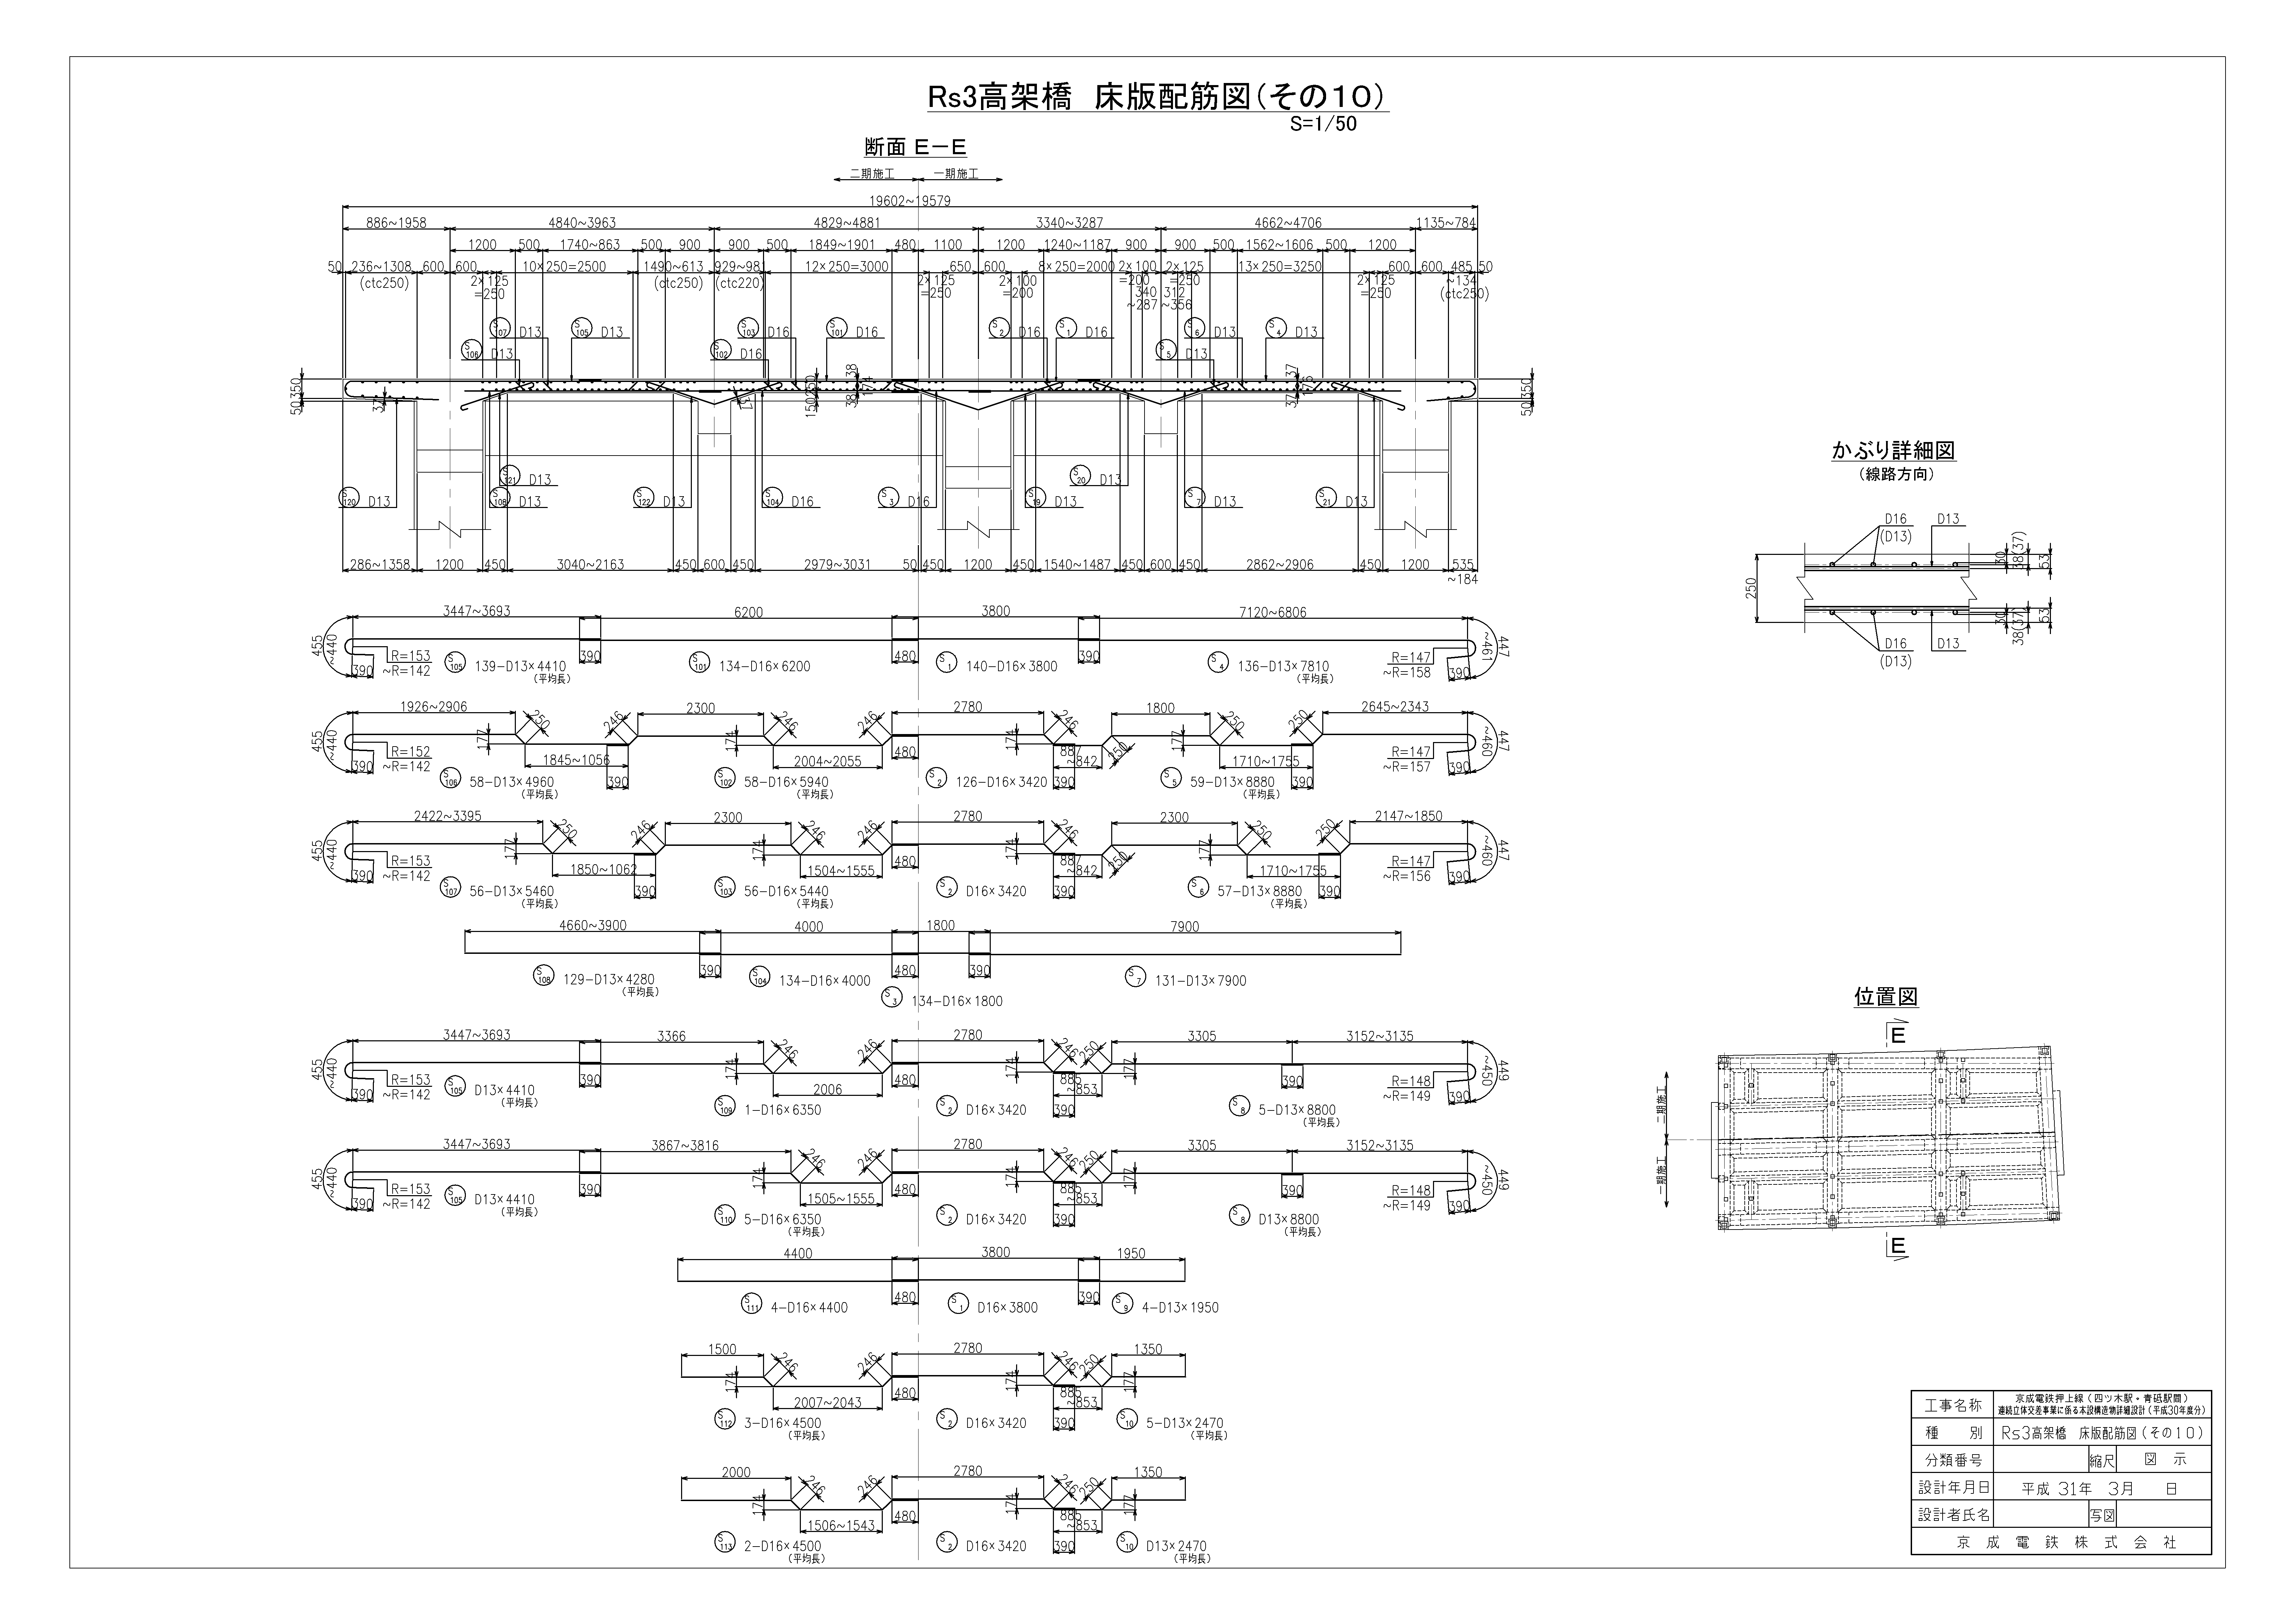 Rs3高架橋　床版配筋図(その１０)
S=1/50
断面 E－E
二期施工 一期施工
19602~19579
886~1958 4840~3963 4829~4881 3340~3287 4662~4706 1135~784
1200 500 1740~863 500 900 900 500 1849~1901 480 1100 1200 1240~1187 900 900 500 1562~1606 500 1200
50 236~1308 600 600 10×250=2500 1490~613 929~981 12×250=3000 650 600 8×250=2000 2×100 2×125 13×250=3250 600 600 485 50
(ctc250) 2×125 (ctc250) (ctc220) 2×125 2×100 =200 =250 2×125 ~134
=250 =250 =200 340 312 =250 (ctc250)
~287 ~356
S107 D13 S105 D13 S103 D16 S101 D16 S2 D16 S1 D16 S6 D13 S4 D13
S106 D13 S102 D16 S5 D13
50 350 37 37 150 250 38 38 174 37 37 176 50 350
S121 D13 S20 D13
S120 D13 S108 D13 S122 D13 S104 D16 S3 D16 S19 D13 S7 D13 S21 D13
286~1358 1200 450 3040~2163 450 600 450 2979~3031 50 450 1200 450 1540~1487 450 600 450 2862~2906 450 1200 535
~184
3447~3693 6200 3800 7120~6806
455 ~440 390 R=153 ~R=142 390 480 390 R=147 ~R=158 390 447 ~461
S105 139-D13×4410 S101 134-D16×6200 S1 140-D16×3800 S4 136-D13×7810
(平均長) (平均長)
1926~2906 250 246 2300 246 246 2780 246 1800 250 250 2645~2343
455 ~440 390 R=152 ~R=142 177 1845~1056 390 174 2004~2055 480 174 887 ~842 250 390 177 1710~1755 390 R=147 ~R=157 390 447 ~460
S106 58-D13×4960 S102 58-D16×5940 S2 126-D16×3420 S5 59-D13×8880
(平均長) (平均長) (平均長)
2422~3395 250 246 2300 246 246 2780 246 2300 250 250 2147~1850
455 ~440 390 R=153 ~R=142 177 1850~1062 390 174 1504~1555 480 174 887 ~842 250 390 177 1710~1755 390 R=147 ~R=156 390 447 ~460
S107 56-D13×5460 S103 56-D16×5440 S2 D16×3420 S6 57-D13×8880
(平均長) (平均長) (平均長)
4660~3900 4000 1800 7900
390 480 390
S108 129-D13×4280 S104 134-D16×4000 S7 131-D13×7900
(平均長)
S3 134-D16×1800
3447~3693 3366 246 246 2780 246 250 3305 3152~3135
455 ~440 390 R=153 ~R=142 390 174 2006 480 174 885 ~853 390 177 390 R=148 ~R=149 390 449 ~450
S105 D13×4410 S109 1-D16×6350 S2 D16×3420 S8 5-D13×8800
(平均長) (平均長) (平均長)
3447~3693 3867~3816 246 246 2780 246 250 3305 3152~3135
455 ~440 390 R=153 ~R=142 390 174 1505~1555 480 174 885 ~853 390 177 390 R=148 ~R=149 390 449 ~450
S105 D13×4410 S110 5-D16×6350 S2 D16×3420 S8 D13×8800
(平均長) (平均長) (平均長)
4400 3800 1950
480 390
S111 4-D16×4400 S1 D16×3800 S9 4-D13×1950
1500 246 246 2780 246 250 1350
174 2007~2043 480 174 885 ~853 390 177
S112 3-D16×4500 S2 D16×3420 S10 5-D13×2470
(平均長) (平均長)
2000 246 246 2780 246 250 1350
174 1506~1543 480 174 885 ~853 390 177
S113 2-D16×4500 S2 D16×3420 S10 D13×2470
(平均長) (平均長)
かぶり詳細図
(線路方向)
D16 D13
(D13)
250 30 38(37) 53
30 38(37) 53
D16 D13
(D13)
位置図
E
二期施工
一期施工
E
工事名称 京成電鉄押上線（四ツ木駅・青砥駅間）
連続立体交差事業に係る本設構造物詳細設計（平成30年度分）
種　別 Rs3高架橋　床版配筋図（その１０）
分類番号 縮尺 図　示
設計年月日 平成 31年　3月　　日
設計者氏名 写図
京　成　電　鉄　株　式　会　社